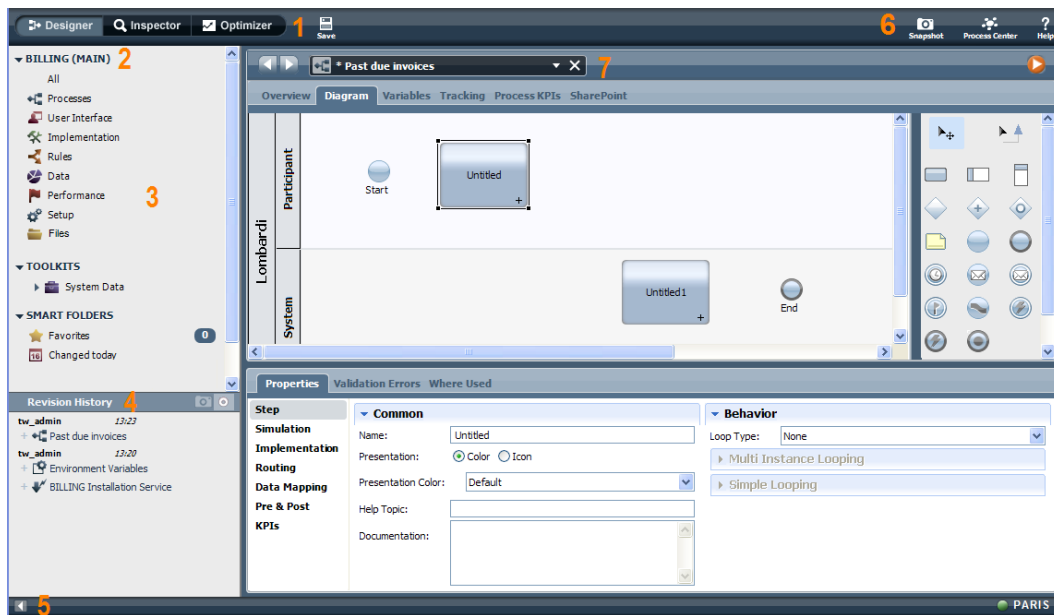 Designer Inspector Optimizer 1 Save 6 Snapshot Process Center ? Help
BILLING (MAIN) 2
All
Processes
User Interface
Implementation
Rules
Data
Performance
3
Setup
Files
TOOLKITS
System Data
SMART FOLDERS
Favorites 0
16 Changed today
Revision History 4
tw_admin 13:23
+ Past due invoices
tw_admin 13:20
+ Environment Variables
+ BILLING Installation Service
* Past due invoices 7
Overview Diagram Variables Tracking Process KPIs SharePoint
Lombardi
Participant
Start
Untitled
+
System
Untitled1
+
End
Properties Validation Errors Where Used
Step
Simulation
Implementation
Routing
Data Mapping
Pre & Post
KPIs
Common
Name: Untitled
Presentation: Color Icon
Presentation Color: Default
Help Topic:
Documentation:
Behavior
Loop Type: None
Multi Instance Looping
Simple Looping
5
PARIS